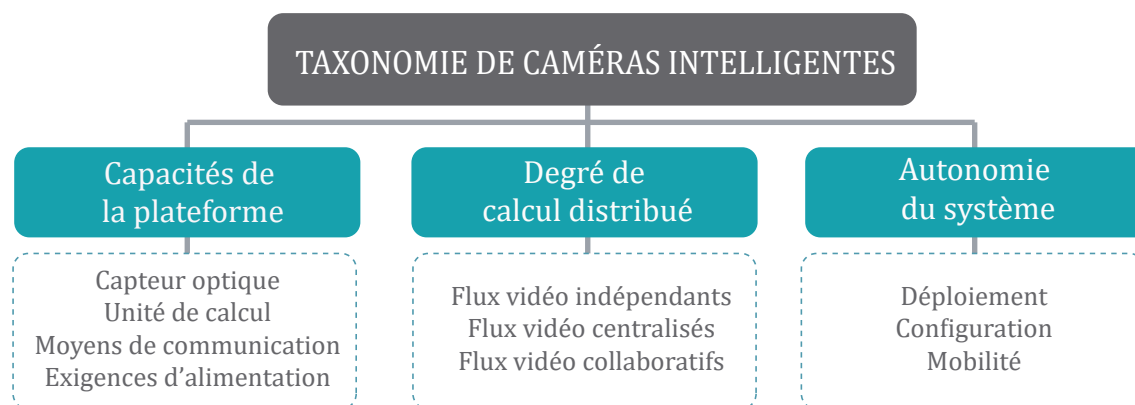 TAXONOMIE DE CAMÉRAS INTELLIGENTES
Capacités de
la plateforme
Capteur optique
Unité de calcul
Moyens de communication
Exigences d’alimentation
Degré de
calcul distribué
Flux vidéo indépendants
Flux vidéo centralisés
Flux vidéo collaboratifs
Autonomie
du système
Déploiement
Configuration
Mobilité